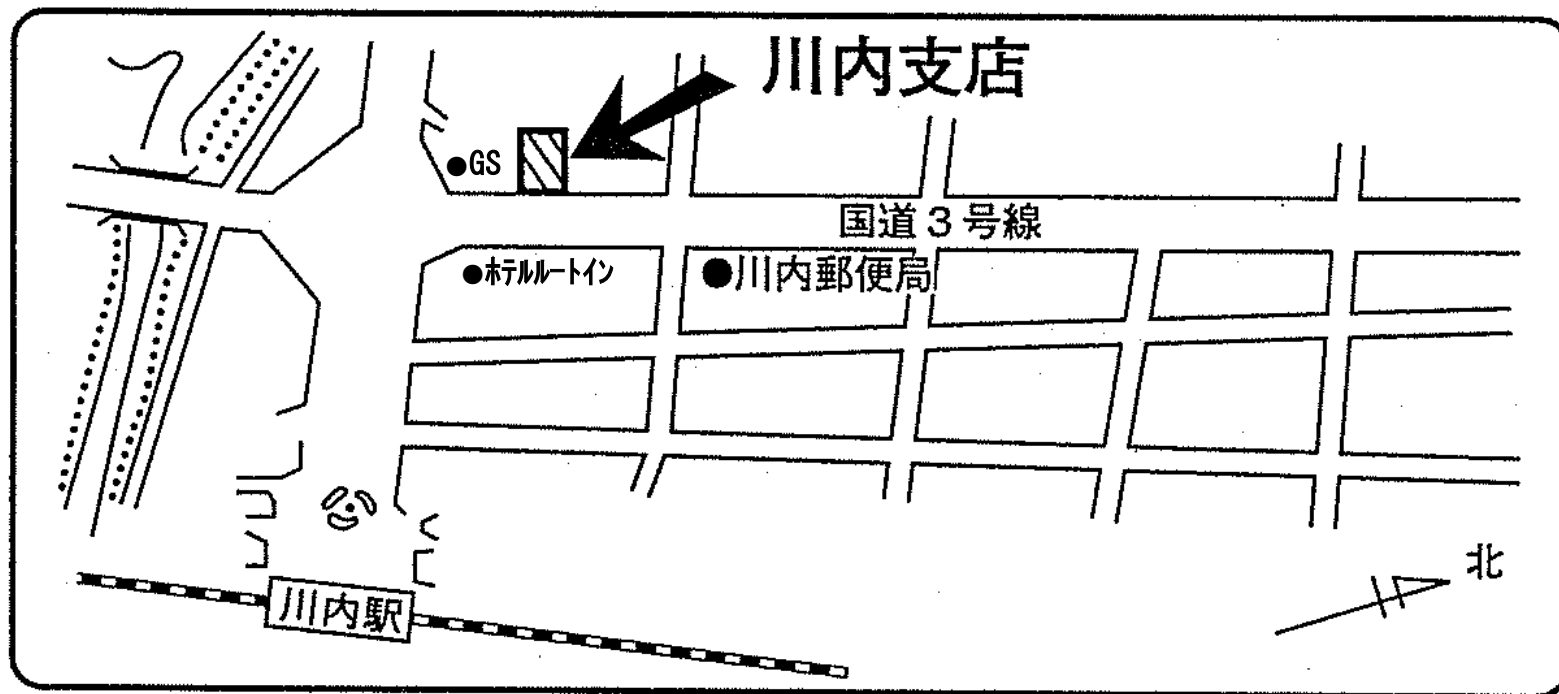 川内支店
●GS
国道3号線
●ホテルルートイン
●川内郵便局
川内駅
北